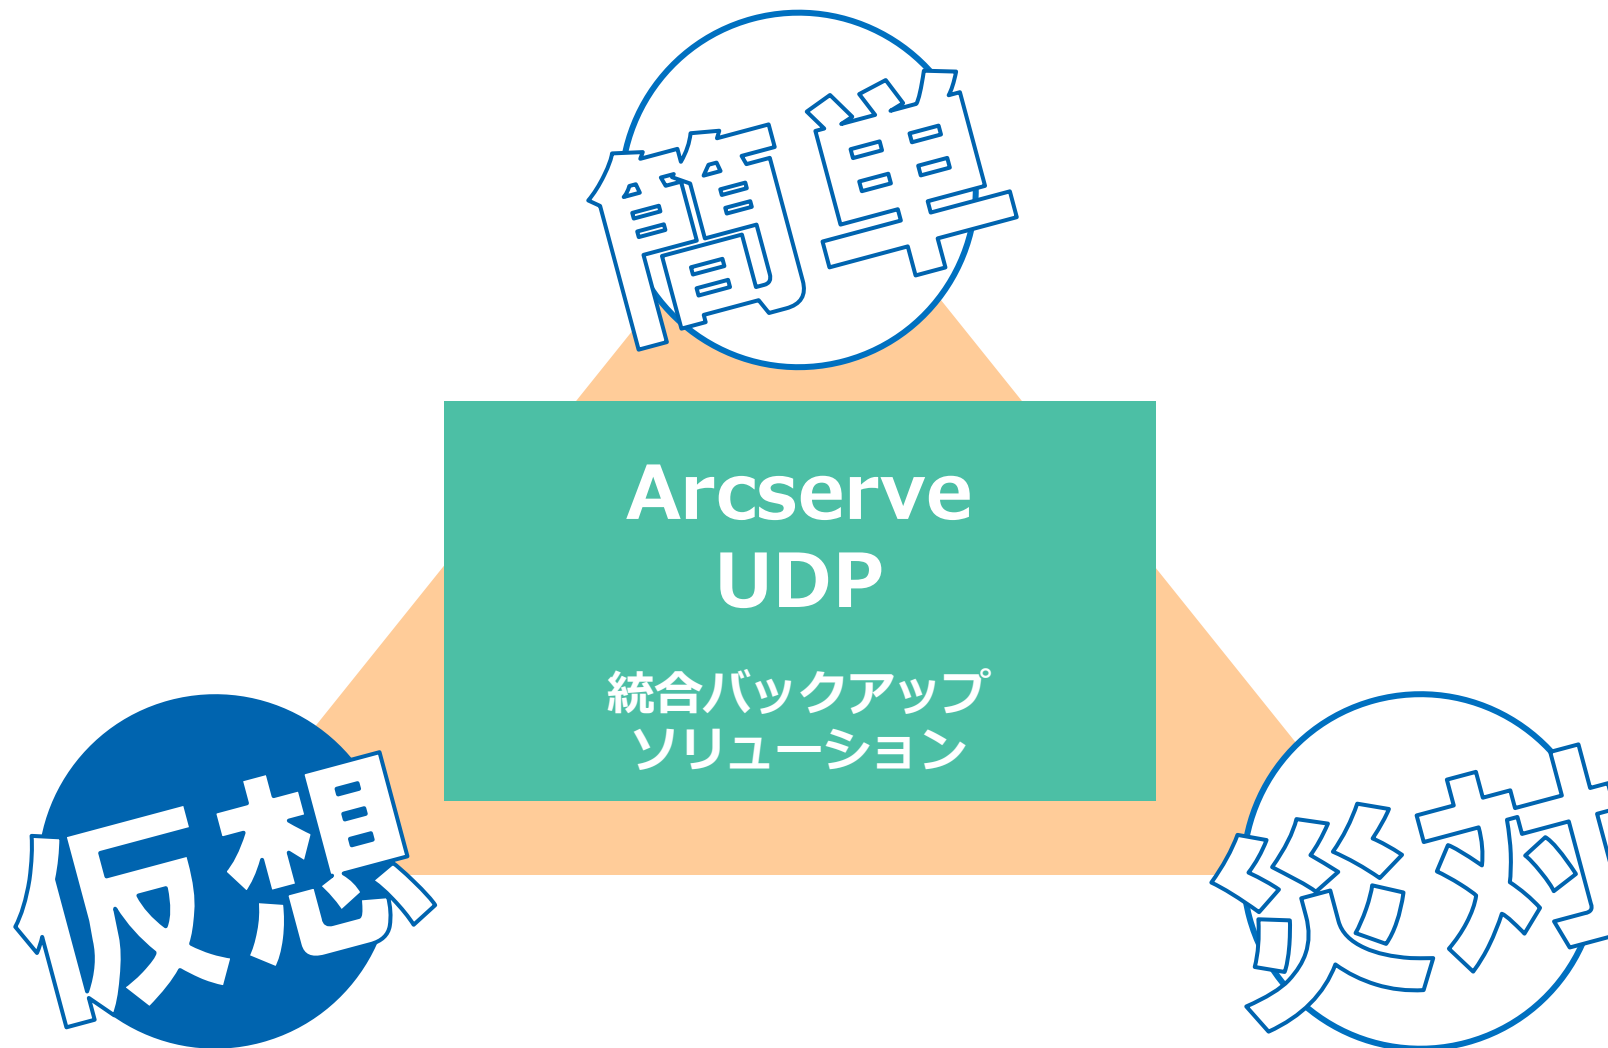 簡単
Arcserve
UDP
統合バックアップ
ソリューション
仮想
災対